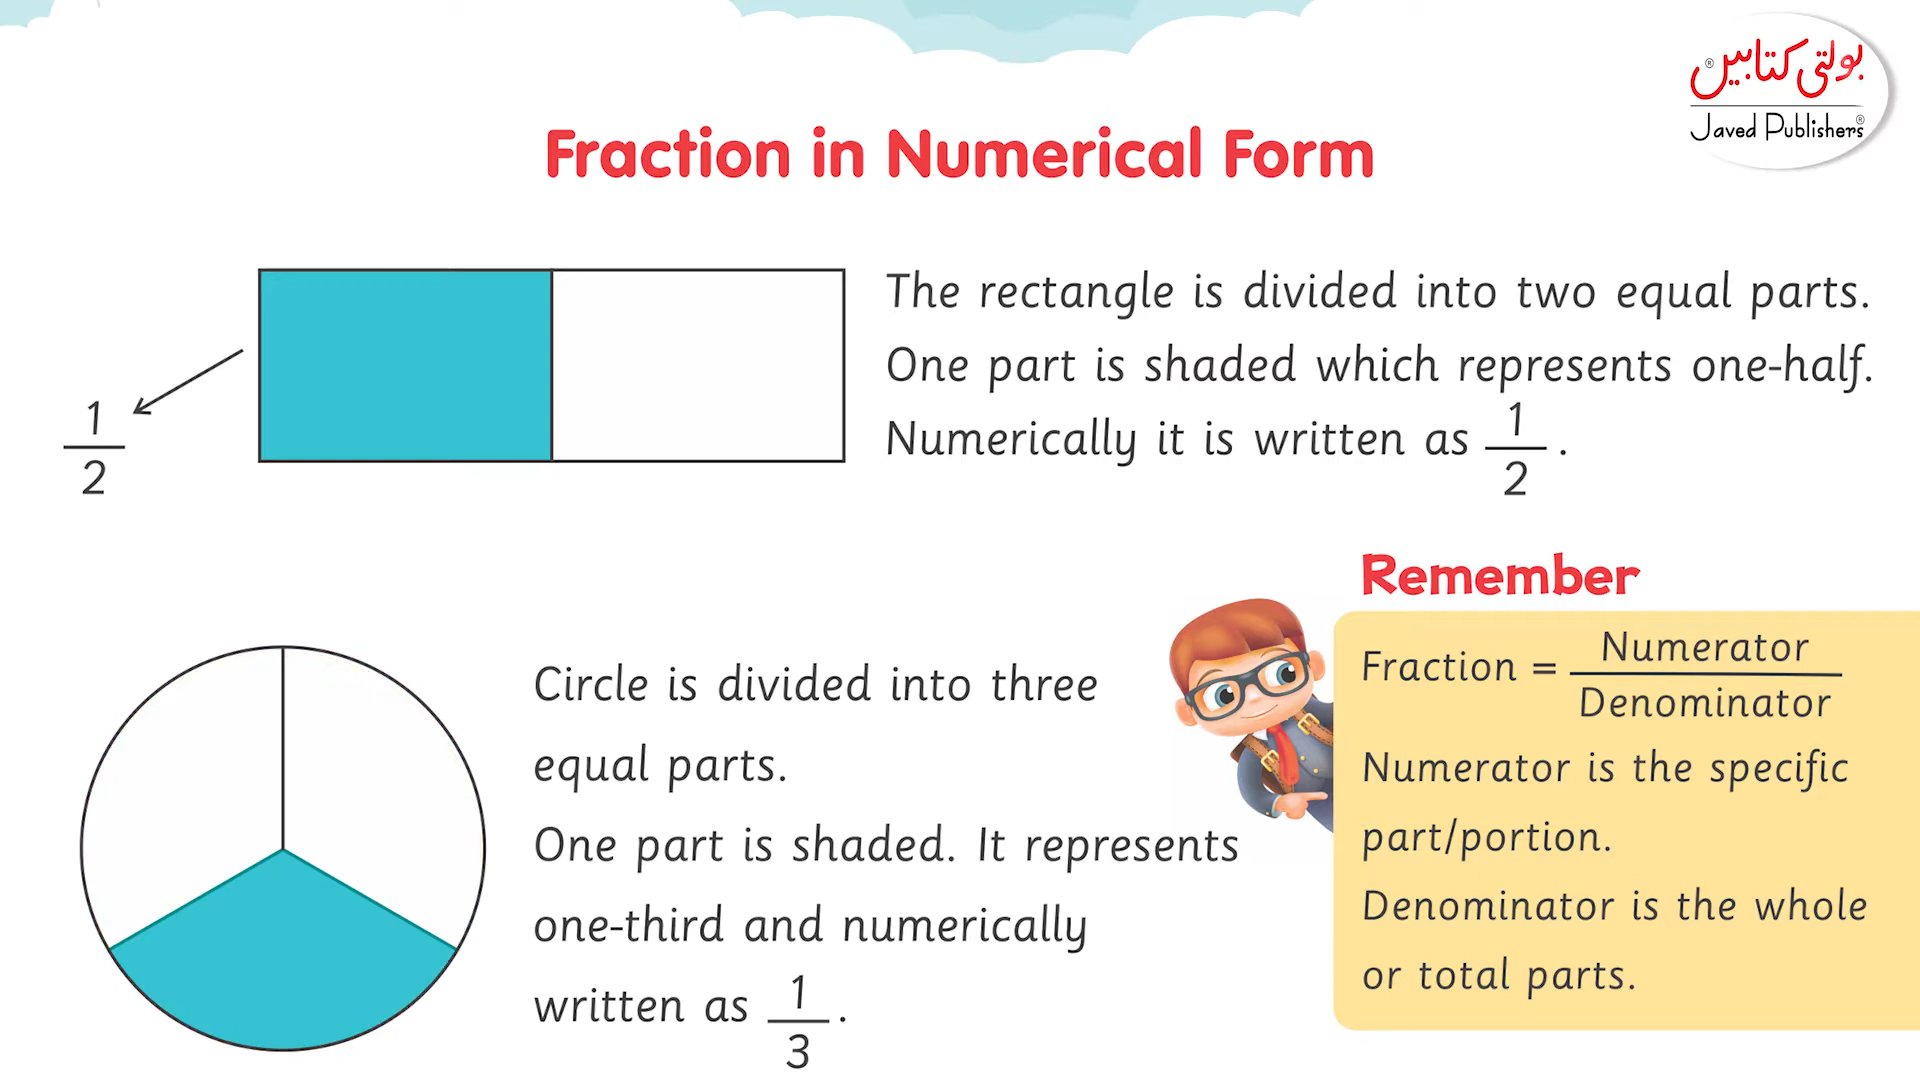 بولتی کتابیں®
Javed Publishers®
Fraction in Numerical Form
The rectangle is divided into two equal parts.
One part is shaded which represents one-half.
Numerically it is written as 1/2 .
1/2
Remember
Fraction = Numerator/Denominator
Numerator is the specific
part/portion.
Denominator is the whole
or total parts.
Circle is divided into three
equal parts.
One part is shaded. It represents
one-third and numerically
written as 1/3 .